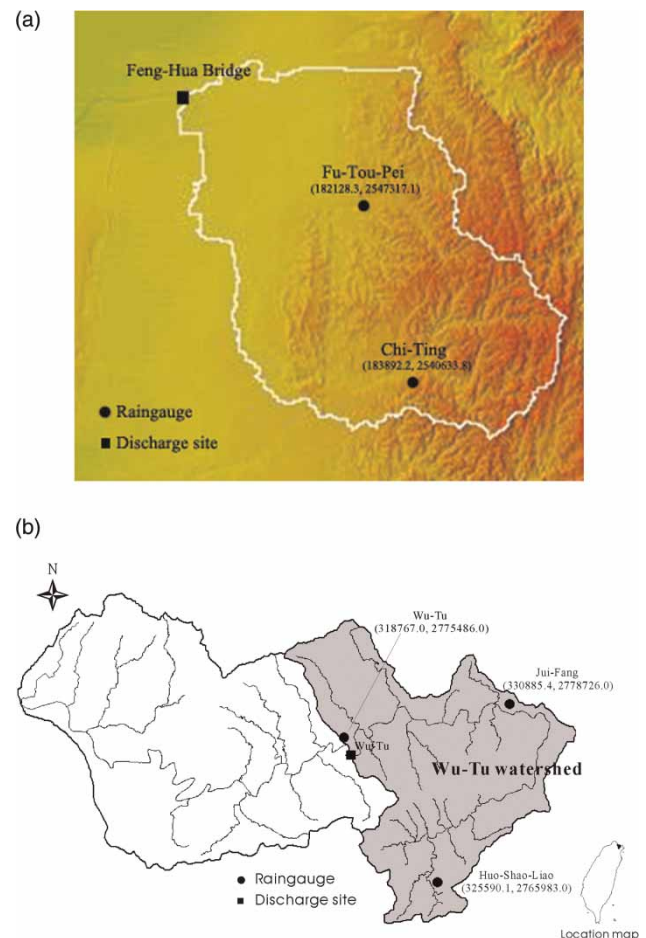 (a)
Feng-Hua Bridge
Fu-Tou-Pei
(182128.3, 2547317.1)
Chi-Ting
(183892.2, 2540633.8)
Raingauge
Discharge site
(b)
N
Wu-Tu
(318767.0, 2775486.0)
Jui-Fang
(330885.4, 2778726.0)
Wu-Tu
Wu-Tu watershed
Huo-Shao-Liao
(325590.1, 2765983.0)
Raingauge
Discharge site
Location map